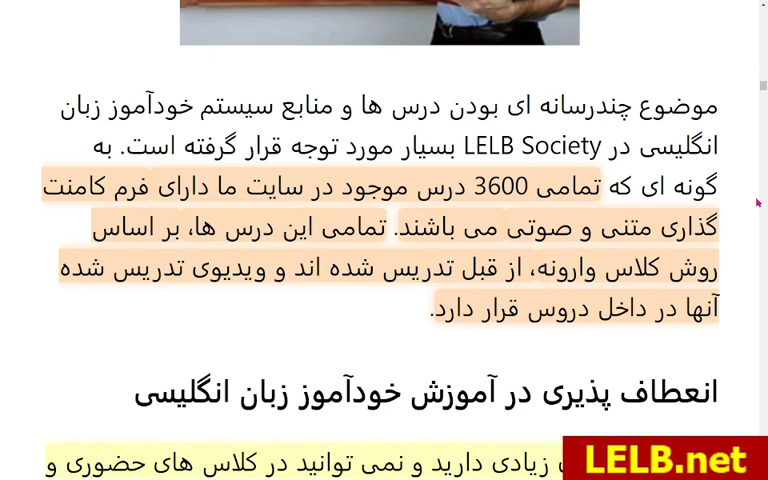 موضوع چندرسانه ای بودن درس ها و منابع سیستم خودآموز زبان
انگلیسی در LELB Society بسیار مورد توجه قرار گرفته است. به
گونه ای که تمامی 3600 درس موجود در سایت ما دارای فرم کامنت
گذاری متنی و صوتی می باشند. تمامی این درس ها، بر اساس
روش کلاس وارونه، از قبل تدریس شده اند و ویدیوی تدریس شده
آنها در داخل دروس قرار دارد.
انعطاف پذیری در آموزش خودآموز زبان انگلیسی
زیادی دارید و نمی توانید در کلاس های حضوری و
LELB.net